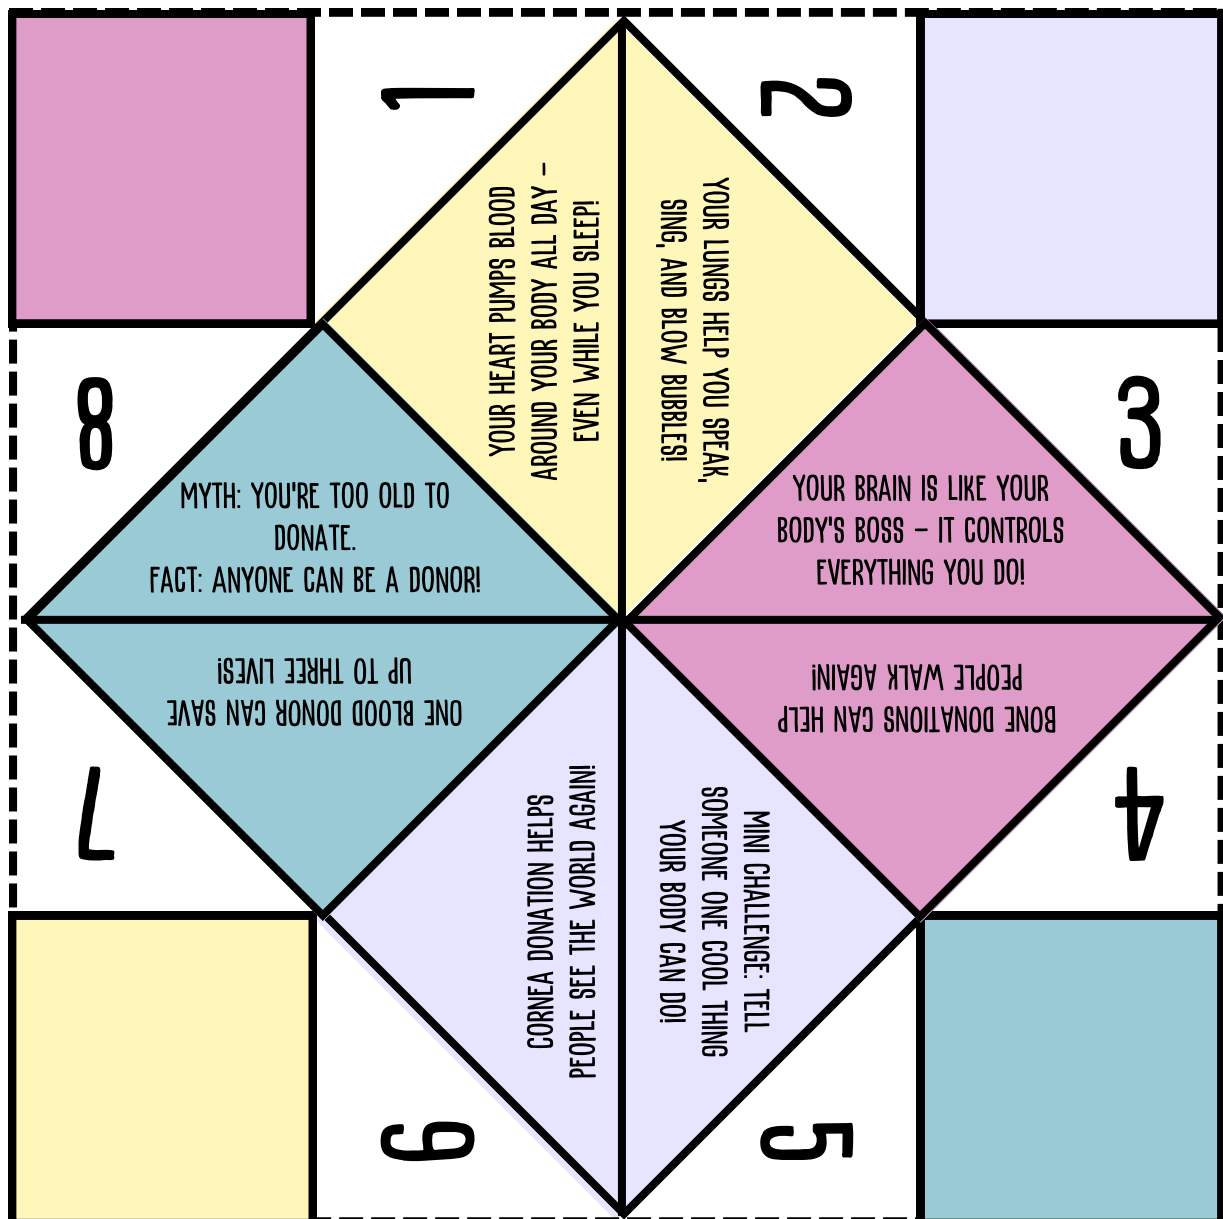 1
2
YOUR HEART PUMPS BLOOD
AROUND YOUR BODY ALL DAY –
EVEN WHILE YOU SLEEP!
YOUR LUNGS HELP YOU SPEAK,
SING, AND BLOW BUBBLES!
8
3
MYTH: YOU'RE TOO OLD TO
DONATE.
FACT: ANYONE CAN BE A DONOR!
YOUR BRAIN IS LIKE YOUR
BODY'S BOSS – IT CONTROLS
EVERYTHING YOU DO!
ONE BLOOD DONOR CAN SAVE
UP TO THREE LIVES!
BONE DONATIONS CAN HELP
PEOPLE WALK AGAIN!
7
4
CORNEA DONATION HELPS
PEOPLE SEE THE WORLD AGAIN!
MINI CHALLENGE: TELL
SOMEONE ONE COOL THING
YOUR BODY CAN DO!
6
5